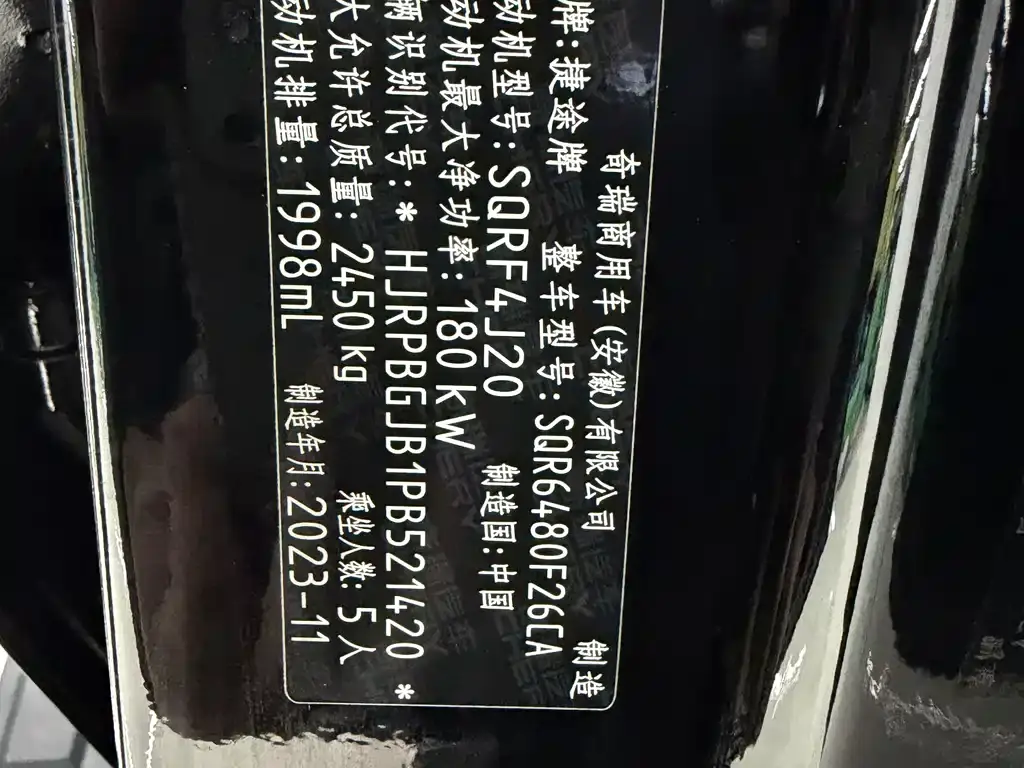 奇瑞商用车(安徽)有限公司 制造
牌:捷途牌 整车型号:SQR6480F26CA
动机型号:SQRF4J20 制造国:中国
动机最大净功率:180kW
辆识别代号:* HJRPBGJB1PB521420 *
大允许总质量:2450kg 乘坐人数:5人
动机排量:1998mL 制造年月:2023-11